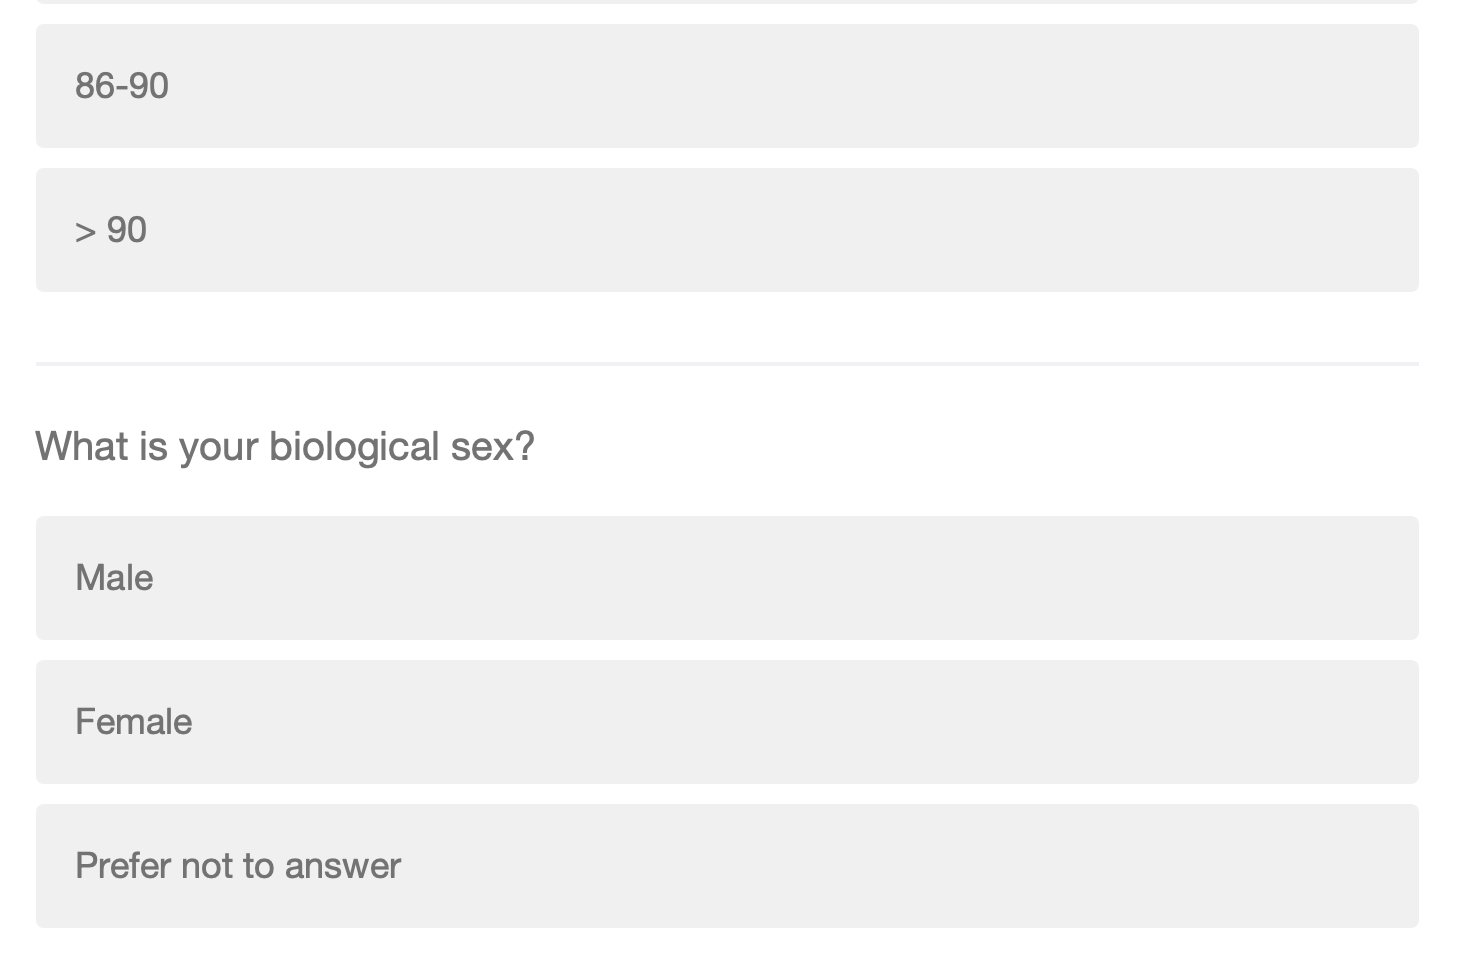 86-90
> 90
What is your biological sex?
Male
Female
Prefer not to answer